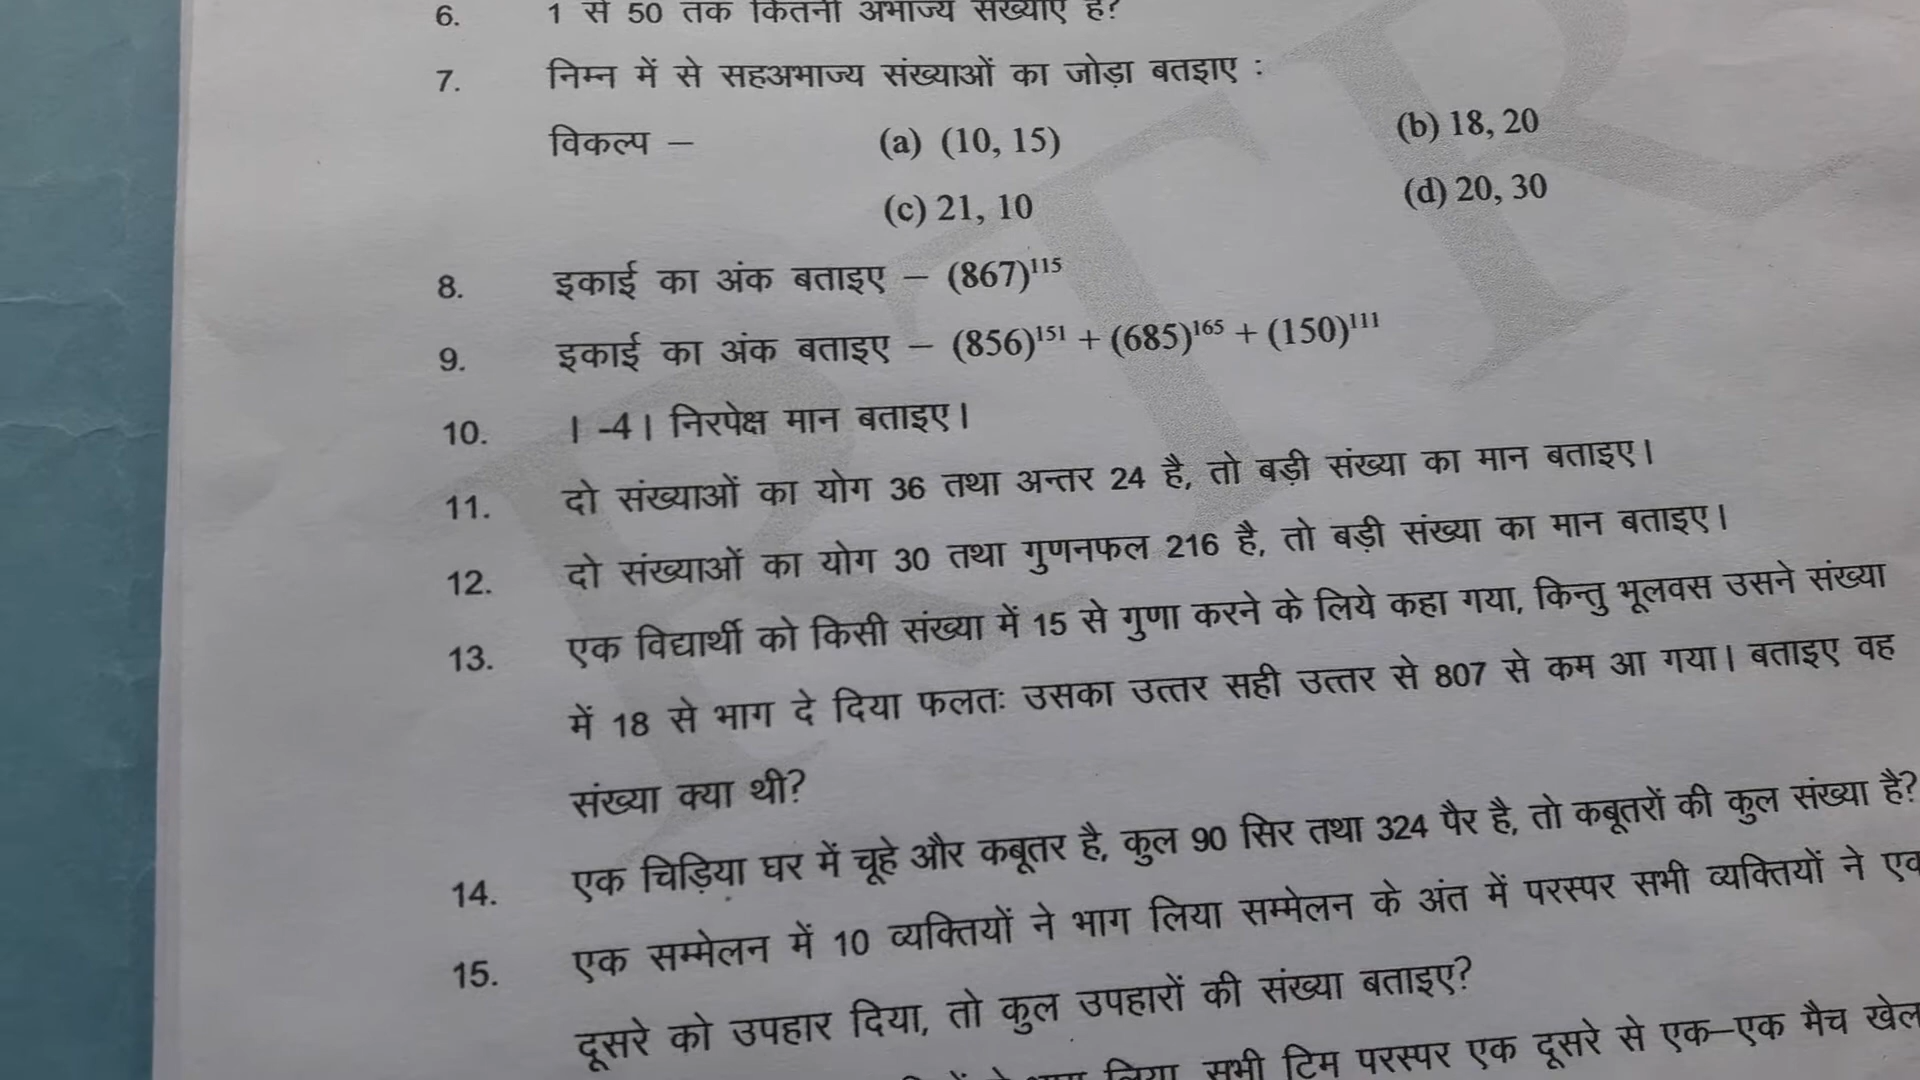 6. 1 से 50 तक कितनी अभाज्य संख्याएँ है?
7. निम्न में से सहअभाज्य संख्याओं का जोड़ा बतइाए :
विकल्प – (a) (10, 15) (b) 18, 20
(c) 21, 10 (d) 20, 30
8. इकाई का अंक बताइए – (867)¹¹⁵
9. इकाई का अंक बताइए – (856)¹⁵¹ + (685)¹⁶⁵ + (150)¹¹¹
10. । -4। निरपेक्ष मान बताइए।
11. दो संख्याओं का योग 36 तथा अन्तर 24 है, तो बड़ी संख्या का मान बताइए।
12. दो संख्याओं का योग 30 तथा गुणनफल 216 है, तो बड़ी संख्या का मान बताइए।
13. एक विद्यार्थी को किसी संख्या में 15 से गुणा करने के लिये कहा गया, किन्तु भूलवस उसने संख्या
में 18 से भाग दे दिया फलतः उसका उत्तर सही उत्तर से 807 से कम आ गया। बताइए वह
संख्या क्या थी?
14. एक चिड़िया घर में चूहे और कबूतर है, कुल 90 सिर तथा 324 पैर है, तो कबूतरों की कुल संख्या है?
15. एक सम्मेलन में 10 व्यक्तियों ने भाग लिया सम्मेलन के अंत में परस्पर सभी व्यक्तियों ने एक
दूसरे को उपहार दिया, तो कुल उपहारों की संख्या बताइए?
लिया, सभी टिम परस्पर एक दूसरे से एक–एक मैच खेल